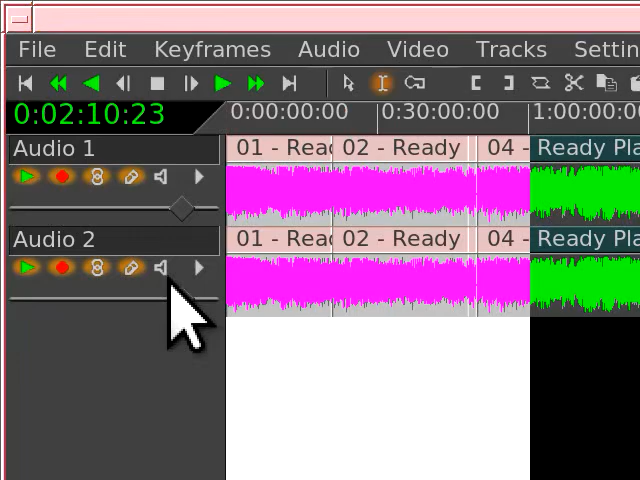 File Edit Keyframes Audio Video Tracks
0:02:10:23 0:00:00:00 0:30:00:00 1:00:00:0
Audio 1 01 - Rea 02 - Ready 04 - Ready Pla
Audio 2 01 - Rea 02 - Ready 04 - Ready Pla